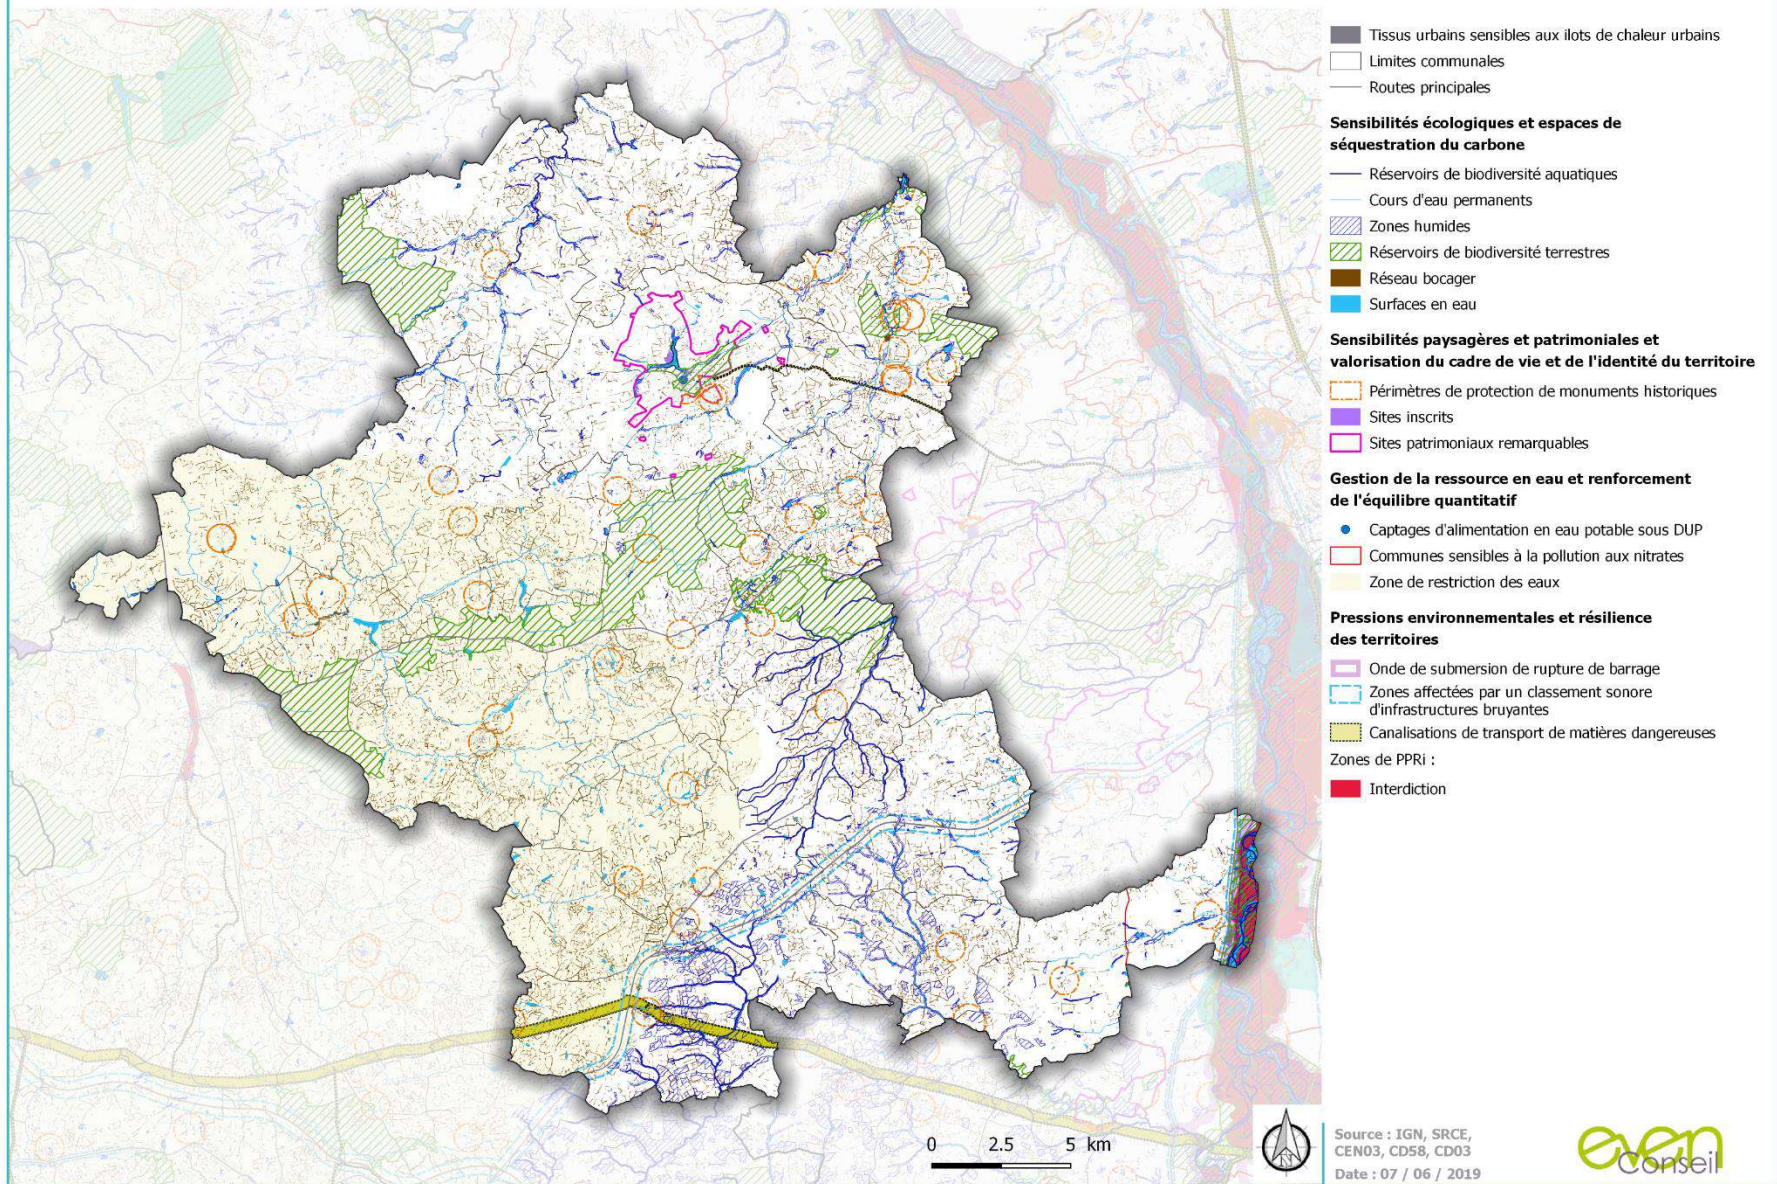 Tissus urbains sensibles aux ilots de chaleur urbains
Limites communales
Routes principales
Sensibilités écologiques et espaces de
séquestration du carbone
Réservoirs de biodiversité aquatiques
Cours d'eau permanents
Zones humides
Réservoirs de biodiversité terrestres
Réseau bocager
Surfaces en eau
Sensibilités paysagères et patrimoniales et
valorisation du cadre de vie et de l'identité du territoire
Périmètres de protection de monuments historiques
Sites inscrits
Sites patrimoniaux remarquables
Gestion de la ressource en eau et renforcement
de l'équilibre quantitatif
Captages d'alimentation en eau potable sous DUP
Communes sensibles à la pollution aux nitrates
Zone de restriction des eaux
Pressions environnementales et résilience
des territoires
Onde de submersion de rupture de barrage
Zones affectées par un classement sonore
d'infrastructures bruyantes
Canalisations de transport de matières dangereuses
Zones de PPRi :
Interdiction
0 2.5 5 km
N
Source : IGN, SRCE,
CEN03, CD58, CD03
Date : 07 / 06 / 2019
even
Conseil